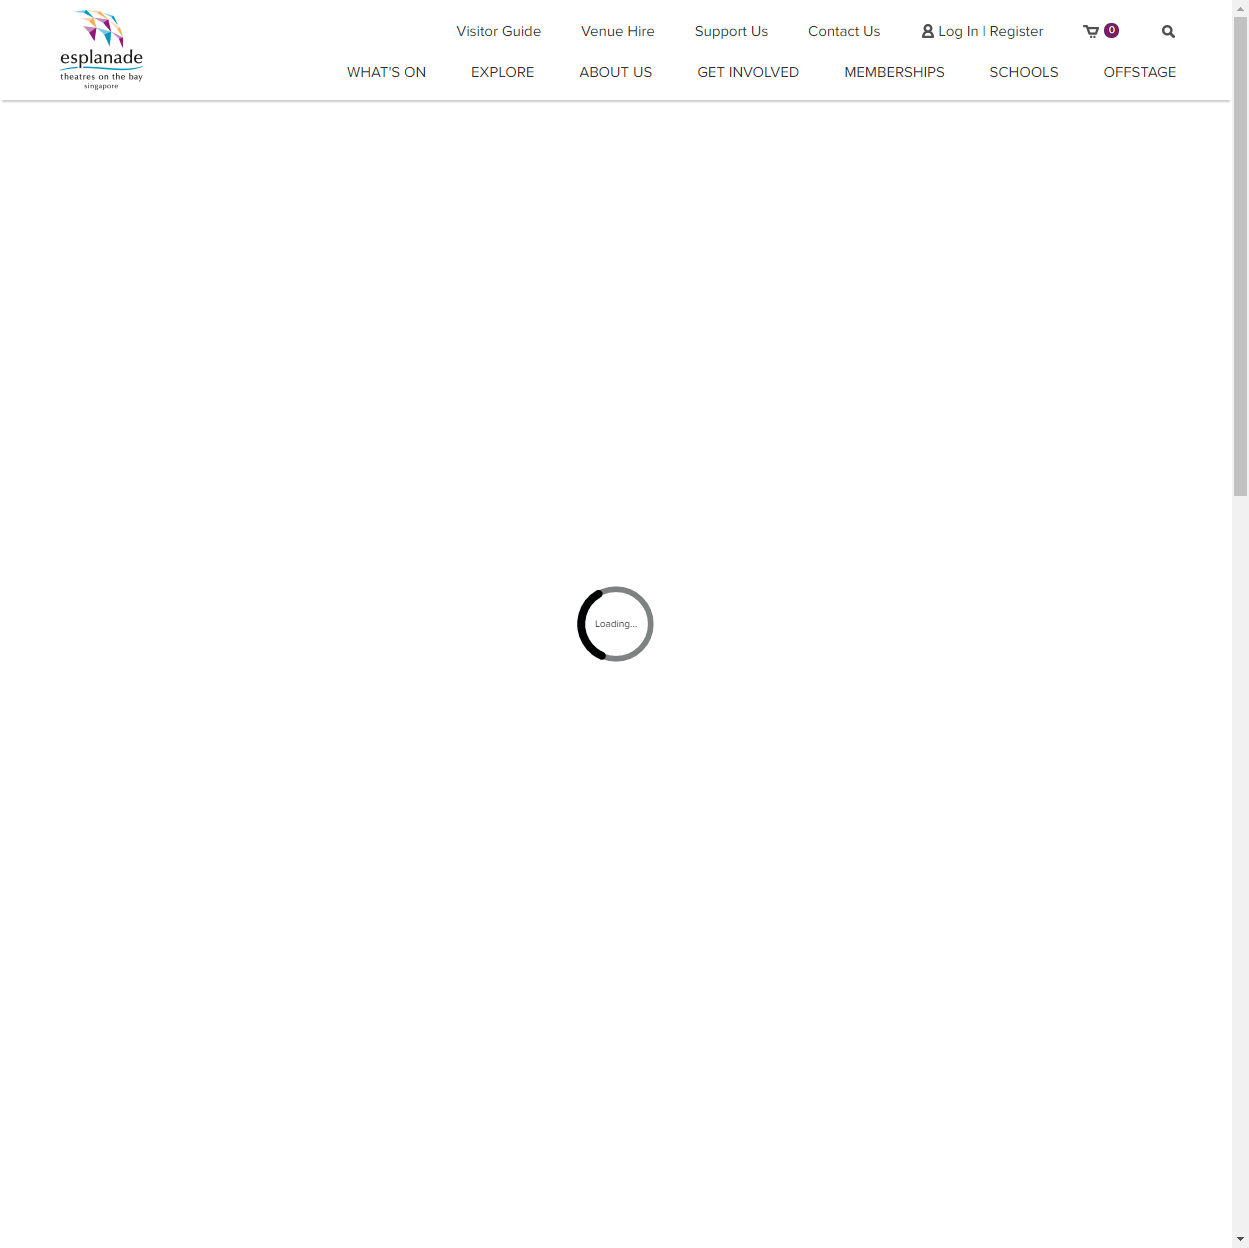 esplanade
theatres on the bay
singapore
Visitor Guide
Venue Hire
Support Us
Contact Us
Log In | Register
0
WHAT'S ON
EXPLORE
ABOUT US
GET INVOLVED
MEMBERSHIPS
SCHOOLS
OFFSTAGE
Loading...